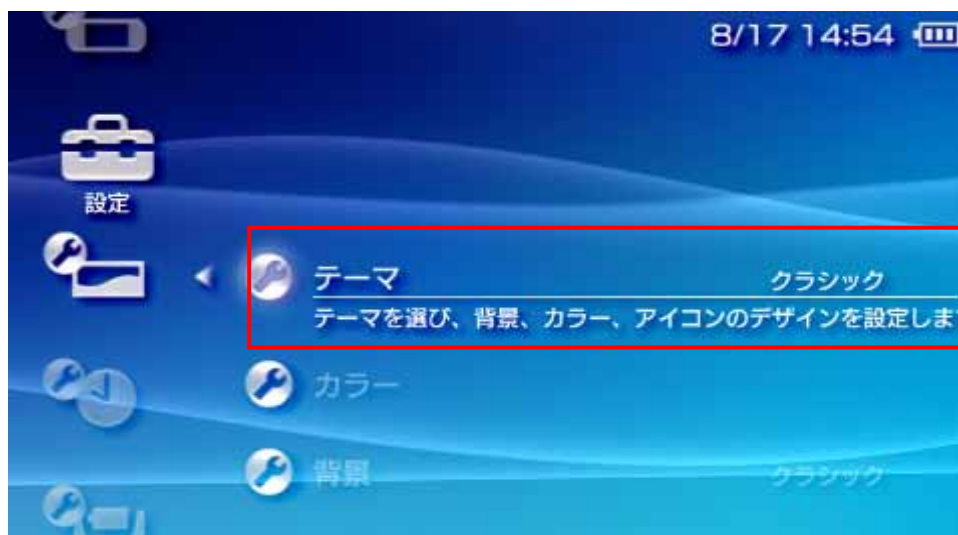 8/17 14:54
設定
テーマ クラシック
テーマを選び、背景、カラー、アイコンのデザインを設定しま
カラー
背景 クラシック